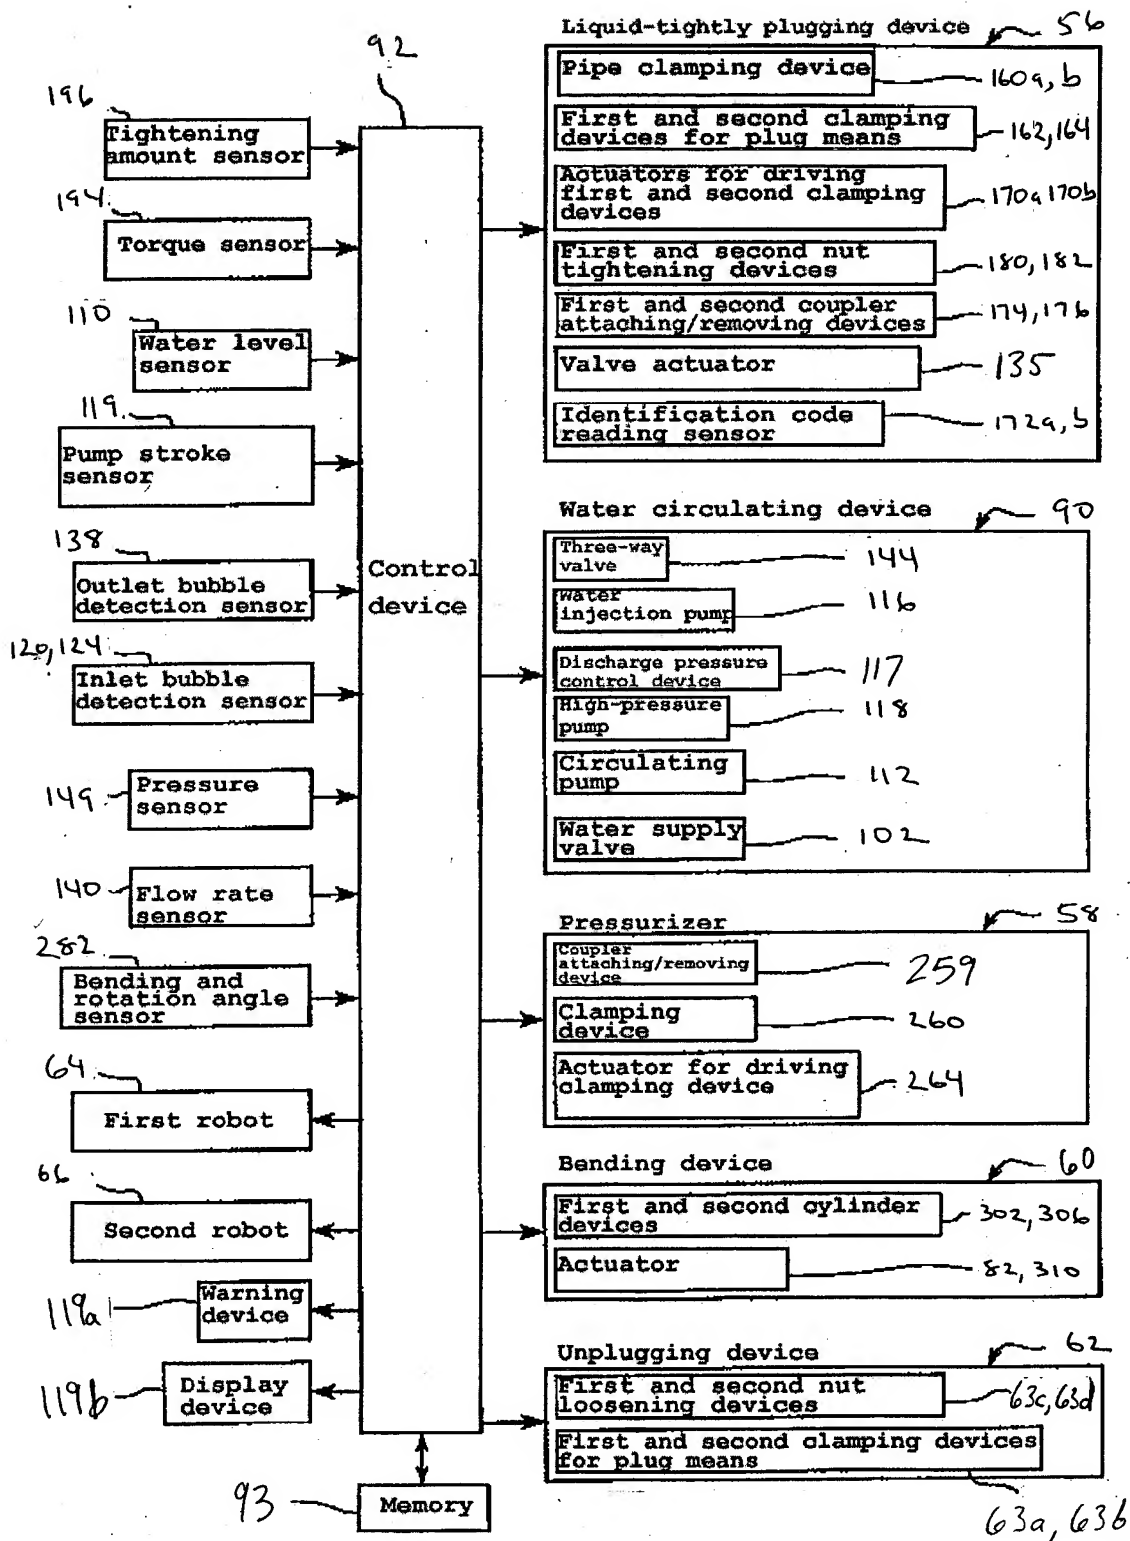 92
196
Tightening
amount sensor
194
Torque sensor
110
Water level
sensor
119
Pump stroke
sensor
138
Outlet bubble
detection sensor
120, 124
Inlet bubble
detection sensor
149
Pressure
sensor
140
Flow rate
sensor
282
Bending and
rotation angle
sensor
64
First robot
66
Second robot
119a
Warning
device
119b
Display
device
Control
device
93
Memory
Liquid-tightly plugging device
56
Pipe clamping device
160a, b
First and second clamping
devices for plug means
162, 164
Actuators for driving
first and second clamping
devices
170a 170b
First and second nut
tightening devices
180, 182
First and second coupler
attaching/removing devices
174, 176
Valve actuator
135
Identification code
reading sensor
172a, b
Water circulating device
90
Three-way
valve
144
Water
injection pump
116
Discharge pressure
control device
117
High-pressure
pump
118
Circulating
pump
112
Water supply
valve
102
Pressurizer
58
Coupler
attaching/removing
device
259
Clamping
device
260
Actuator for driving
clamping device
264
Bending device
60
First and second cylinder
devices
302, 306
Actuator
82, 310
Unplugging device
62
First and second nut
loosening devices
63c, 63d
First and second clamping devices
for plug means
63a, 63b